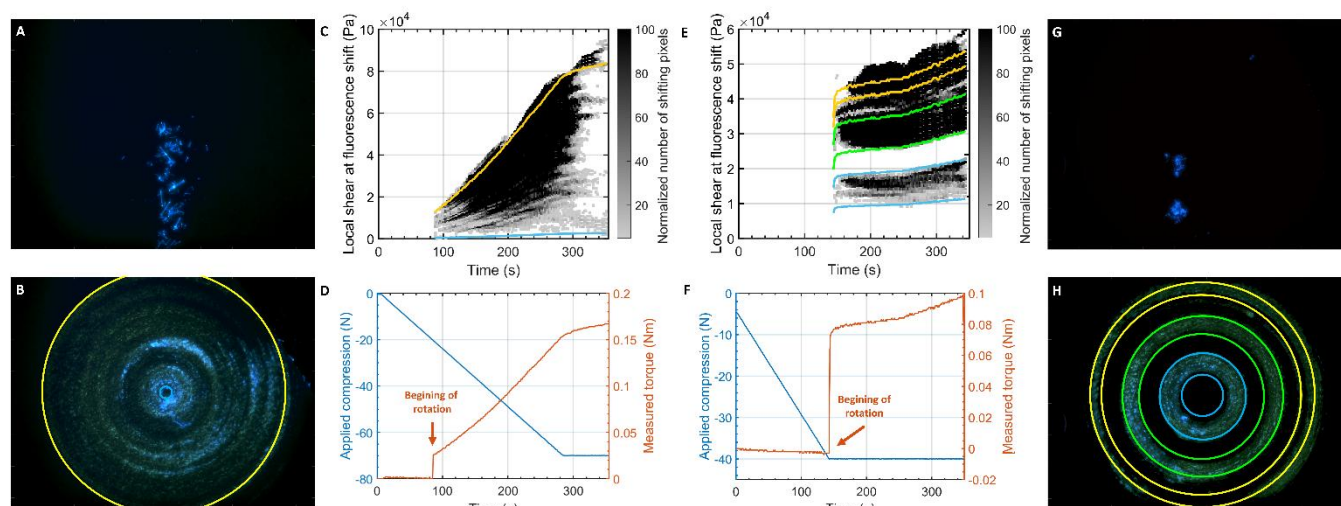 A
B
C
×10⁴
Local shear at fluorescence shift (Pa)
10
8
6
4
2
0
0 100 200 300
Time (s)
100
80
60
40
20
Normalized number of shifting pixels
D
Applied compression (N)
0
-20
-40
-60
-80
0 100 200 300
Begining of
rotation
0.2
0.15
0.1
0.05
0
Measured torque (Nm)
E
×10⁴
Local shear at fluorescence shift (Pa)
6
5
4
3
2
1
0
0 100 200 300
Time (s)
100
80
60
40
20
Normalized number of shifting pixels
F
Applied compression (N)
0
-10
-20
-30
-40
0 100 200 300
Begining of
rotation
0.1
0.08
0.06
0.04
0.02
0
-0.02
Measured torque (Nm)
G
H